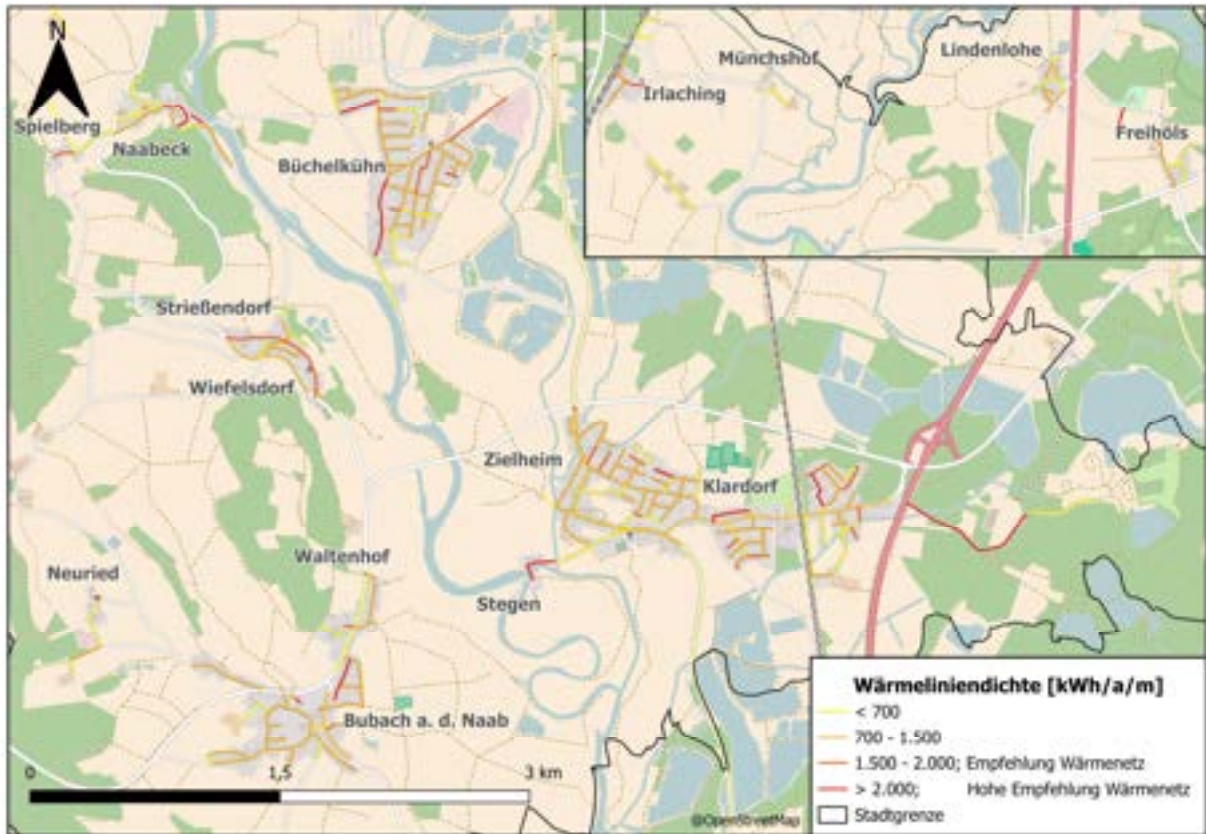 N
Spielberg
Naabeck
Büchelkühn
Münchshof
Lindenlohe
Irlaching
Freihöls
Strießendorf
Wiefelsdorf
Zielheim
Klardorf
Waltenhof
Neuried
Stegen
Bubach a. d. Naab
0 1,5 3 km
Wärmeliniendichte [kWh/a/m]
< 700
700 - 1.500
1.500 - 2.000; Empfehlung Wärmenetz
> 2.000; Hohe Empfehlung Wärmenetz
Stadtgrenze
@OpenStreetMap